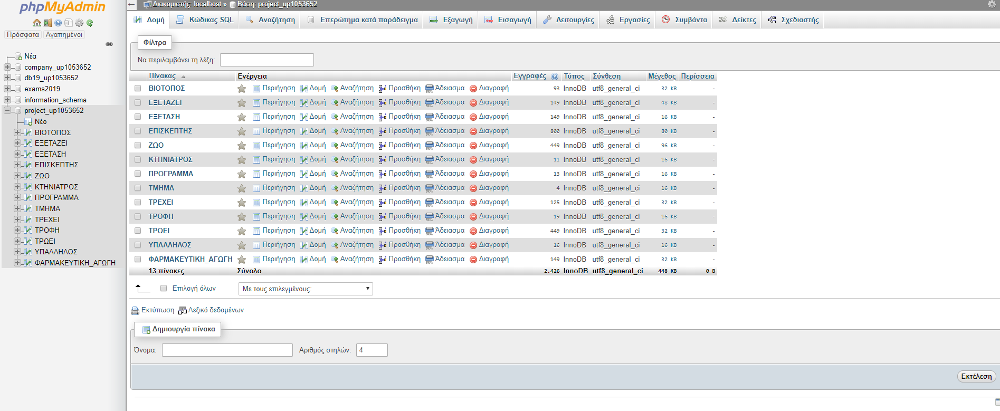 phpMyAdmin
Πρόσφατα Αγαπημένοι
Νέα
company_up1053652
db19_up1053652
exams2019
information_schema
project_up1053652
Νέο
ΒΙΟΤΟΠΟΣ
ΕΞΕΤΑΖΕΙ
ΕΞΕΤΑΣΗ
ΕΠΙΣΚΕΠΤΗΣ
ΖΩΟ
ΚΤΗΝΙΑΤΡΟΣ
ΠΡΟΓΡΑΜΜΑ
ΤΜΗΜΑ
ΤΡΕΧΕΙ
ΤΡΟΦΗ
ΤΡΩΕΙ
ΥΠΑΛΛΗΛΟΣ
ΦΑΡΜΑΚΕΥΤΙΚΗ_ΑΓΩΓΗ
Διακομιστής: localhost » Βάση: project_up1053652
Δομή Κώδικας SQL Αναζήτηση Επερώτημα κατά παράδειγμα Εξαγωγή Εισαγωγή Λειτουργίες Εργασίες Συμβάντα Δείκτες Σχεδιαστής
Φίλτρα
Να περιλαμβάνει τη λέξη:
Πίνακας Ενέργεια Εγγραφές Τύπος Σύνθεση Μέγεθος Περίσσεια
ΒΙΟΤΟΠΟΣ Περιήγηση Δομή Αναζήτηση Προσθήκη Άδειασμα Διαγραφή 93 InnoDB utf8_general_ci 32 KB -
ΕΞΕΤΑΖΕΙ Περιήγηση Δομή Αναζήτηση Προσθήκη Άδειασμα Διαγραφή 149 InnoDB utf8_general_ci 48 KB -
ΕΞΕΤΑΣΗ Περιήγηση Δομή Αναζήτηση Προσθήκη Άδειασμα Διαγραφή 149 InnoDB utf8_general_ci 16 KB -
ΕΠΙΣΚΕΠΤΗΣ Περιήγηση Δομή Αναζήτηση Προσθήκη Άδειασμα Διαγραφή 800 InnoDB utf8_general_ci 80 KB -
ΖΩΟ Περιήγηση Δομή Αναζήτηση Προσθήκη Άδειασμα Διαγραφή 449 InnoDB utf8_general_ci 96 KB -
ΚΤΗΝΙΑΤΡΟΣ Περιήγηση Δομή Αναζήτηση Προσθήκη Άδειασμα Διαγραφή 11 InnoDB utf8_general_ci 16 KB -
ΠΡΟΓΡΑΜΜΑ Περιήγηση Δομή Αναζήτηση Προσθήκη Άδειασμα Διαγραφή 13 InnoDB utf8_general_ci 16 KB -
ΤΜΗΜΑ Περιήγηση Δομή Αναζήτηση Προσθήκη Άδειασμα Διαγραφή 4 InnoDB utf8_general_ci 16 KB -
ΤΡΕΧΕΙ Περιήγηση Δομή Αναζήτηση Προσθήκη Άδειασμα Διαγραφή 125 InnoDB utf8_general_ci 32 KB -
ΤΡΟΦΗ Περιήγηση Δομή Αναζήτηση Προσθήκη Άδειασμα Διαγραφή 19 InnoDB utf8_general_ci 16 KB -
ΤΡΩΕΙ Περιήγηση Δομή Αναζήτηση Προσθήκη Άδειασμα Διαγραφή 449 InnoDB utf8_general_ci 32 KB -
ΥΠΑΛΛΗΛΟΣ Περιήγηση Δομή Αναζήτηση Προσθήκη Άδειασμα Διαγραφή 16 InnoDB utf8_general_ci 16 KB -
ΦΑΡΜΑΚΕΥΤΙΚΗ_ΑΓΩΓΗ Περιήγηση Δομή Αναζήτηση Προσθήκη Άδειασμα Διαγραφή 149 InnoDB utf8_general_ci 32 KB -
13 πίνακες Σύνολο 2.426 InnoDB utf8_general_ci 448 KB 0 B
Επιλογή όλων Με τους επιλεγμένους:
Εκτύπωση Λεξικό δεδομένων
Δημιουργία πίνακα
Όνομα: Αριθμός στηλών: 4
Εκτέλεση